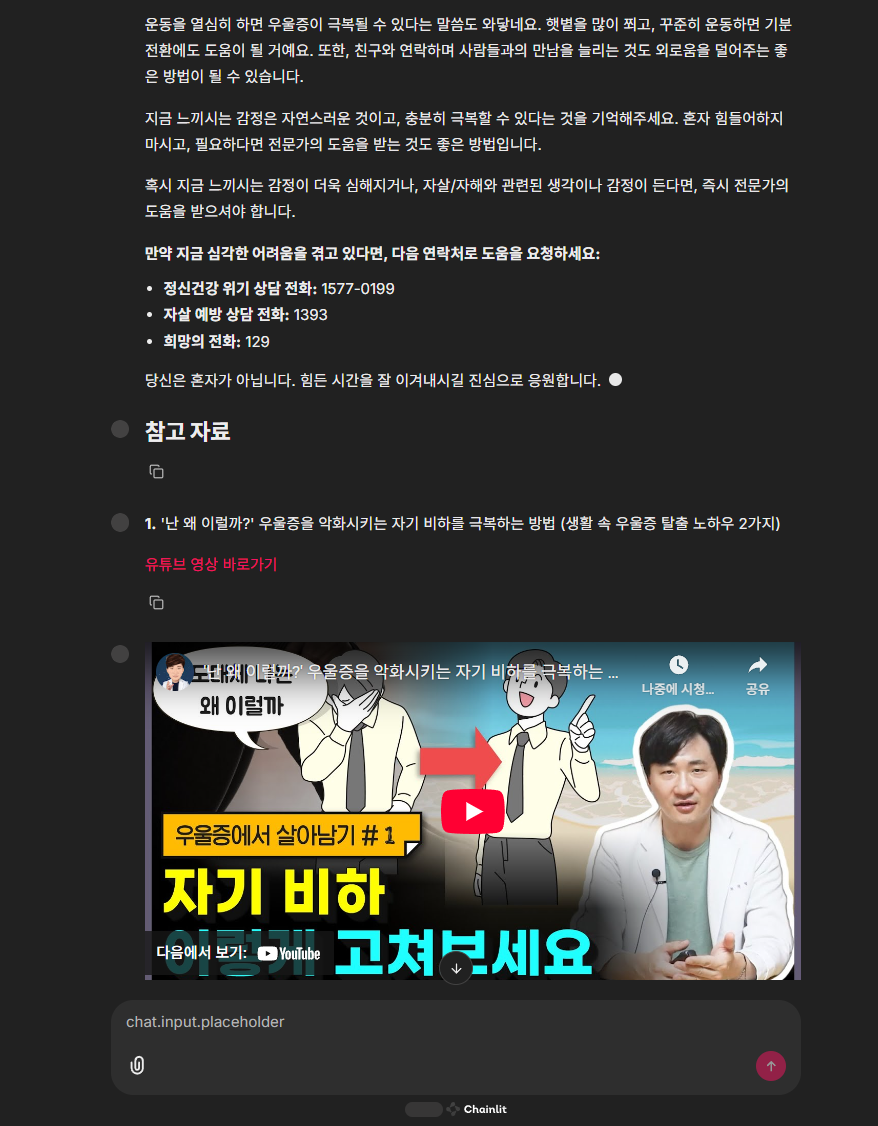 운동을 열심히 하면 우울증이 극복될 수 있다는 말씀도 와닿네요. 햇볕을 많이 쬐고, 꾸준히 운동하면 기분
전환에도 도움이 될 거예요. 또한, 친구와 연락하며 사람들과의 만남을 늘리는 것도 외로움을 덜어주는 좋
은 방법이 될 수 있습니다.
지금 느끼시는 감정은 자연스러운 것이고, 충분히 극복할 수 있다는 것을 기억해주세요. 혼자 힘들어하지
마시고, 필요하다면 전문가의 도움을 받는 것도 좋은 방법입니다.
혹시 지금 느끼시는 감정이 더욱 심해지거나, 자살/자해와 관련된 생각이나 감정이 든다면, 즉시 전문가의
도움을 받으셔야 합니다.
만약 지금 심각한 어려움을 겪고 있다면, 다음 연락처로 도움을 요청하세요:
• 정신건강 위기 상담 전화: 1577-0199
• 자살 예방 상담 전화: 1393
• 희망의 전화: 129
당신은 혼자가 아닙니다. 힘든 시간을 잘 이겨내시길 진심으로 응원합니다.
참고 자료
1. '난 왜 이럴까?' 우울증을 악화시키는 자기 비하를 극복하는 방법 (생활 속 우울증 탈출 노하우 2가지)
유튜브 영상 바로가기
'난 왜 이럴까?' 우울증을 악화시키는 자기 비하를 극복하는 ...
나중에 시청...
공유
왜 이럴까
우울증에서 살아남기 # 1
자기 비하
이렇게 고쳐보세요
다음에서 보기: YouTube
chat.input.placeholder
Chainlit